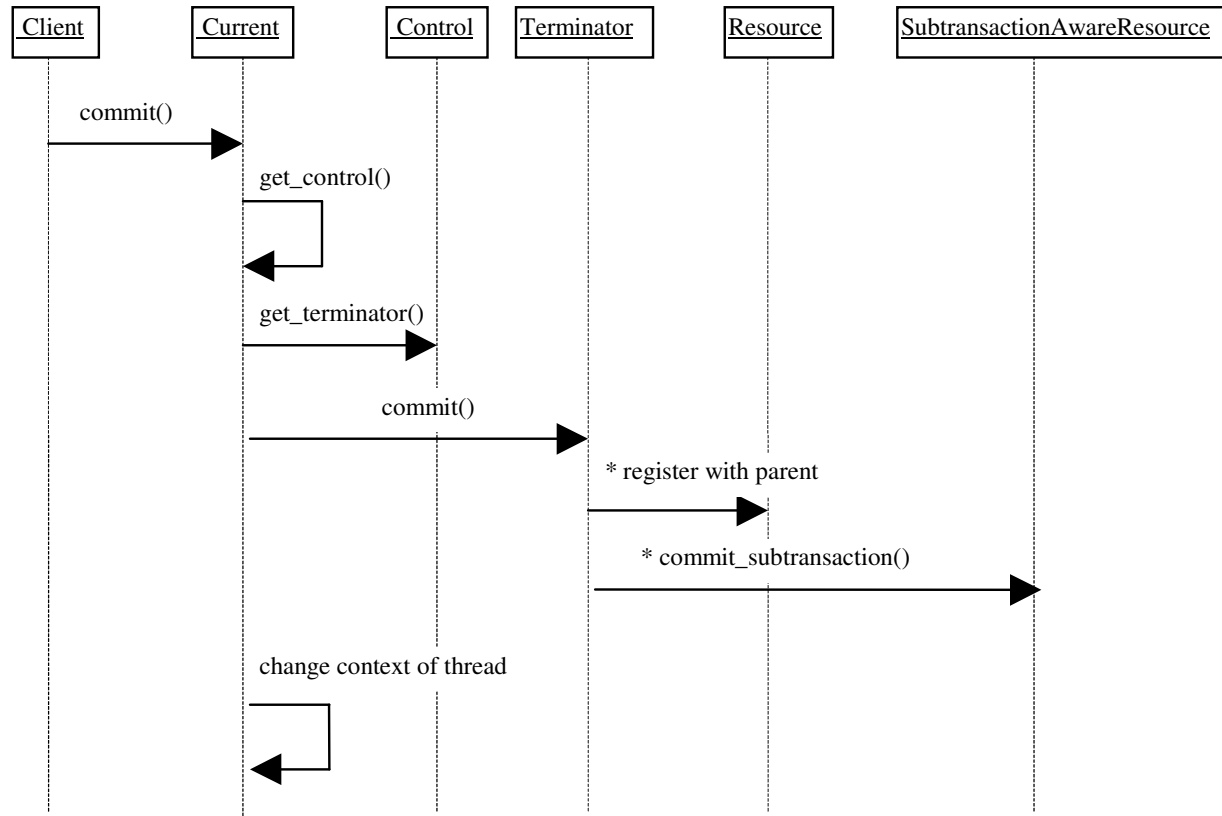 Client
Current
Control
Terminator
Resource
SubtransactionAwareResource
commit()
get_control()
get_terminator()
commit()
* register with parent
* commit_subtransaction()
change context of thread